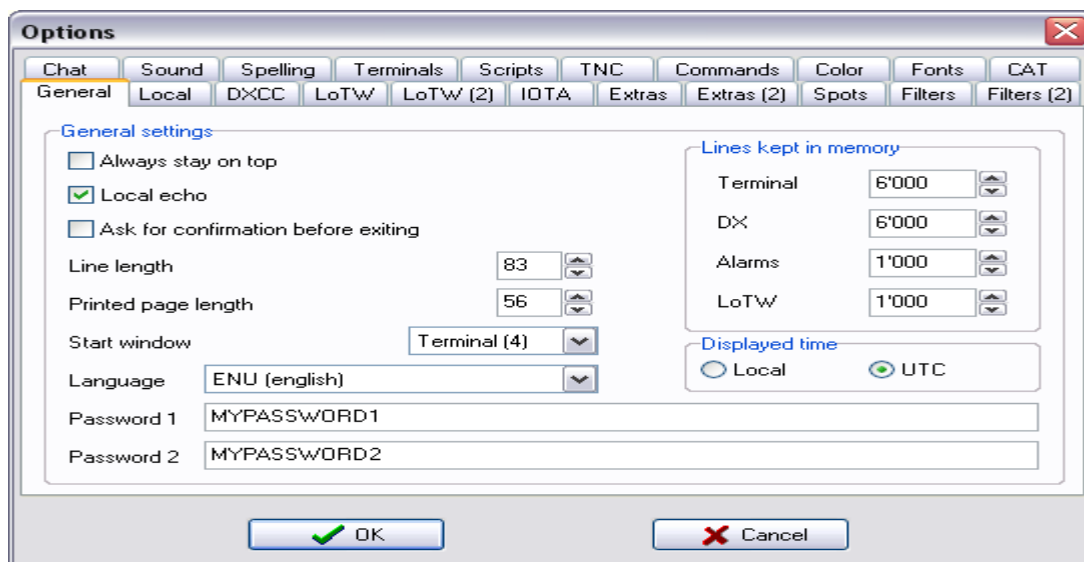 Options
Chat Sound Spelling Terminals Scripts TNC Commands Color Fonts CAT
General Local DXCC LoTW LoTW (2) IOTA Extras Extras (2) Spots Filters Filters (2)
General settings
Always stay on top
Local echo
Ask for confirmation before exiting
Line length 83
Printed page length 56
Start window Terminal (4)
Language ENU (english)
Password 1 MYPASSWORD1
Password 2 MYPASSWORD2
Lines kept in memory
Terminal 6'000
DX 6'000
Alarms 1'000
LoTW 1'000
Displayed time
Local UTC
OK Cancel